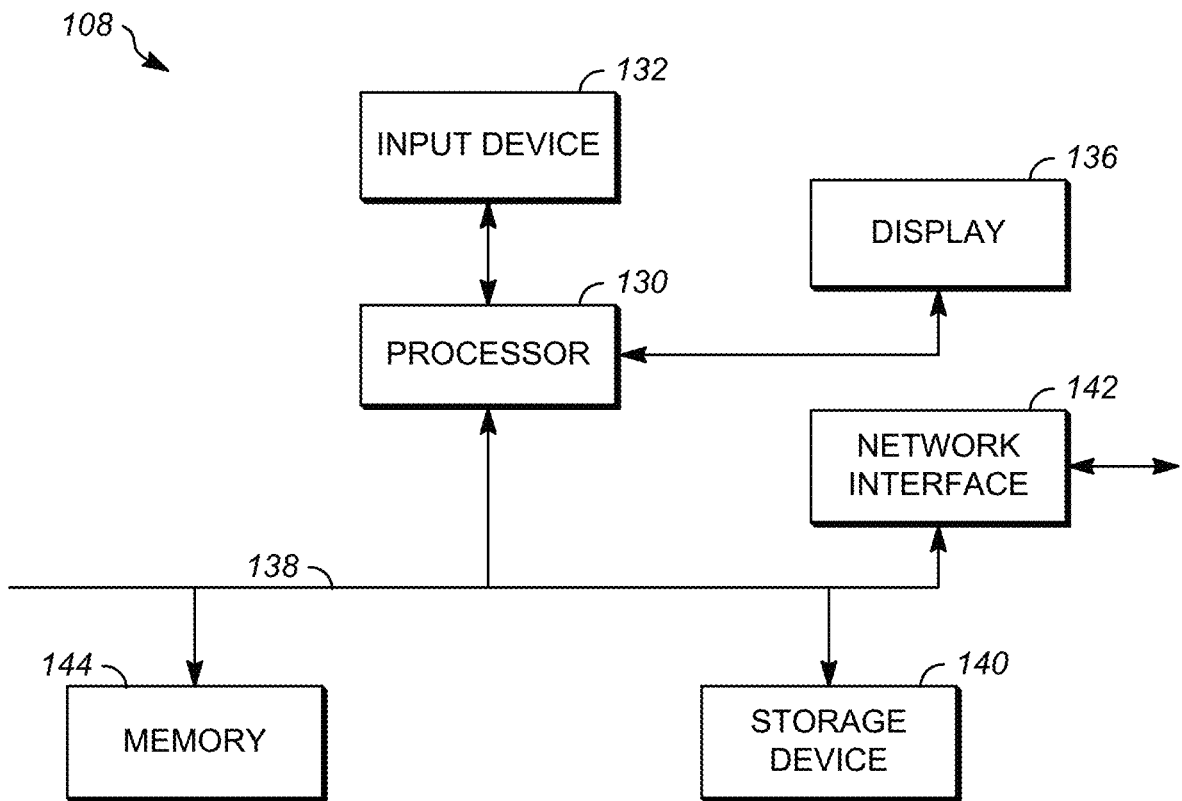 108
132
INPUT DEVICE
136
DISPLAY
130
PROCESSOR
142
NETWORK
INTERFACE
138
144
MEMORY
140
STORAGE
DEVICE